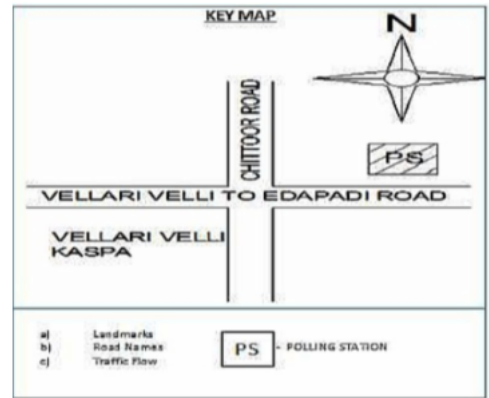 KEY MAP
N
CHITTOOR ROAD
PS
VELLARI VELLI TO EDAPADI ROAD
VELLARI VELLI
KASPA
a) Landmarks
b) Road Names
c) Traffic Flow
PS - POLLING STATION